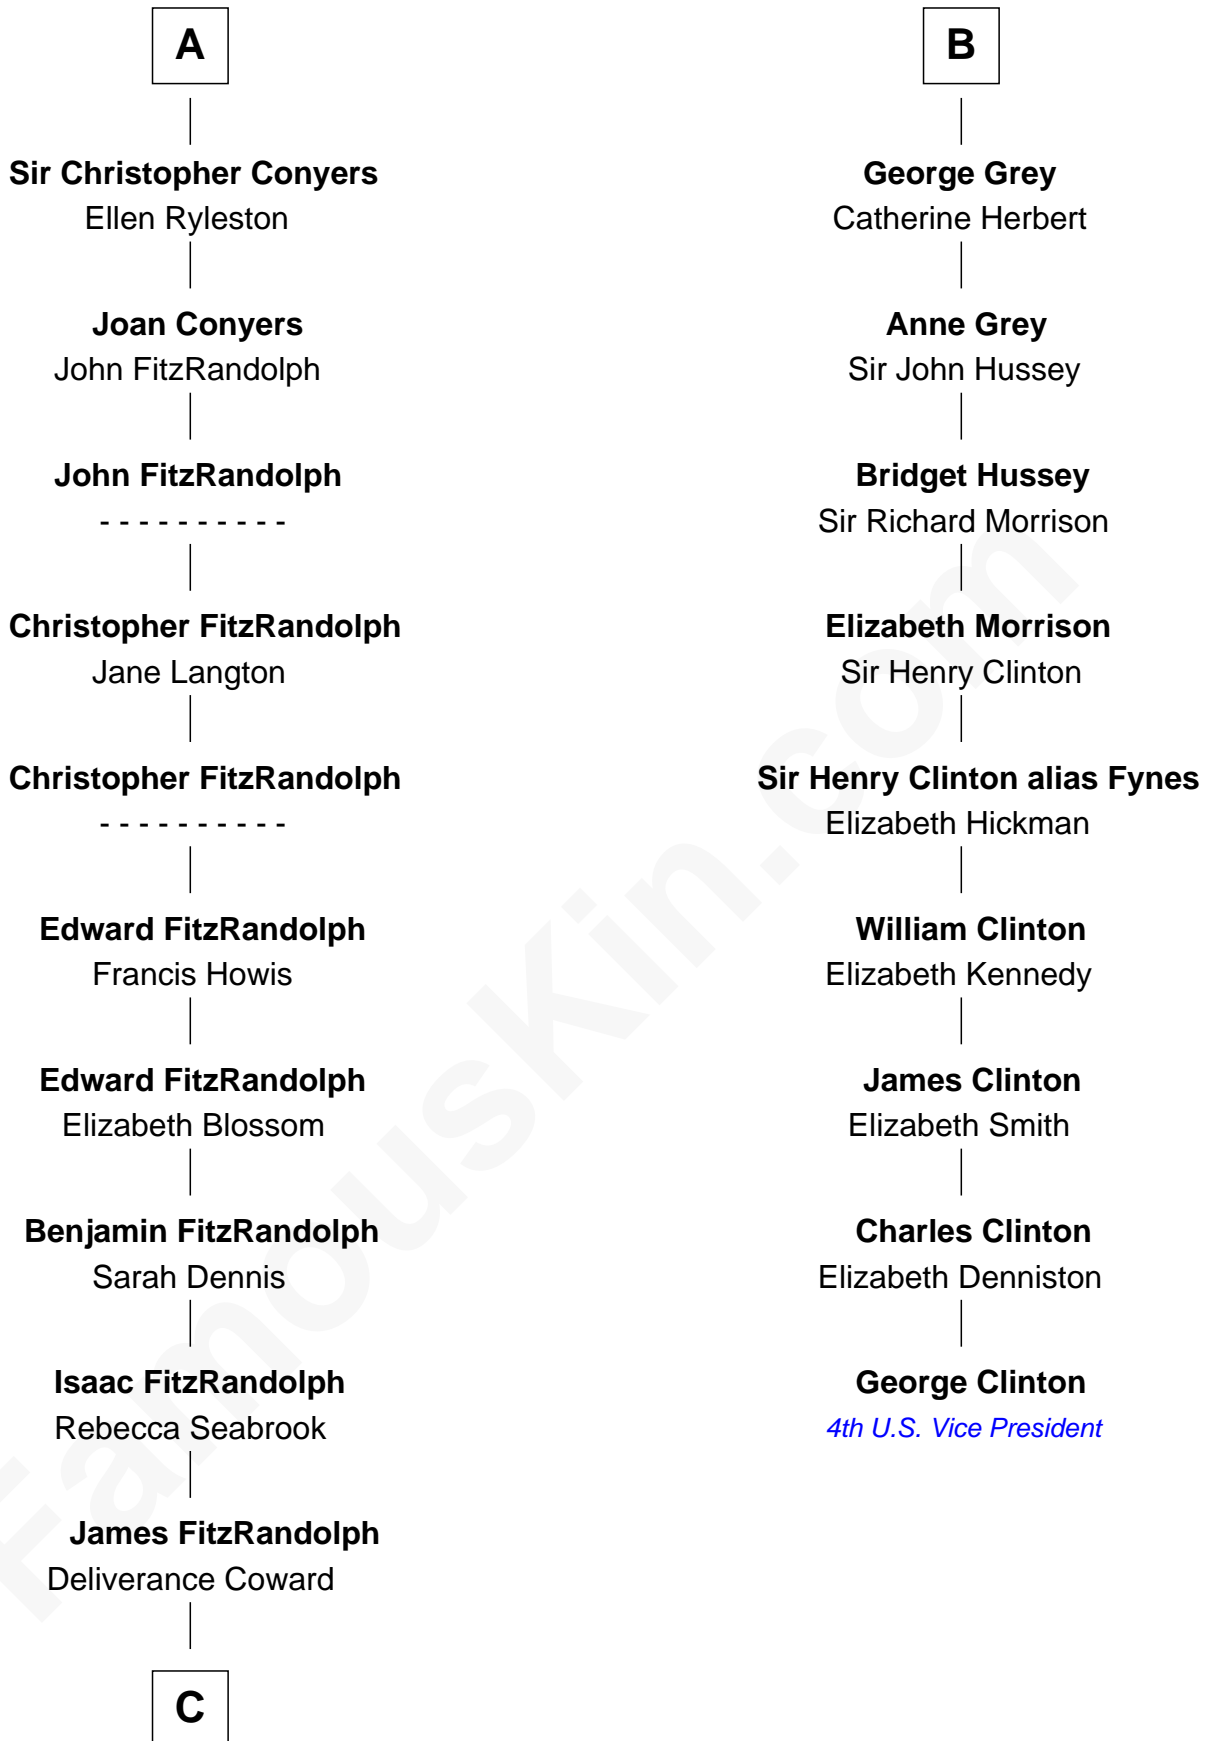 A
Sir Christopher Conyers
Ellen Ryleston
Joan Conyers
John FitzRandolph
John FitzRandolph
- - - - - - - - - -
Christopher FitzRandolph
Jane Langton
Christopher FitzRandolph
- - - - - - - - - -
Edward FitzRandolph
Francis Howis
Edward FitzRandolph
Elizabeth Blossom
Benjamin FitzRandolph
Sarah Dennis
Isaac FitzRandolph
Rebecca Seabrook
James FitzRandolph
Deliverance Coward
C
B
George Grey
Catherine Herbert
Anne Grey
Sir John Hussey
Bridget Hussey
Sir Richard Morrison
Elizabeth Morrison
Sir Henry Clinton
Sir Henry Clinton alias Fynes
Elizabeth Hickman
William Clinton
Elizabeth Kennedy
James Clinton
Elizabeth Smith
Charles Clinton
Elizabeth Denniston
George Clinton
4th U.S. Vice President
FamousKin.com